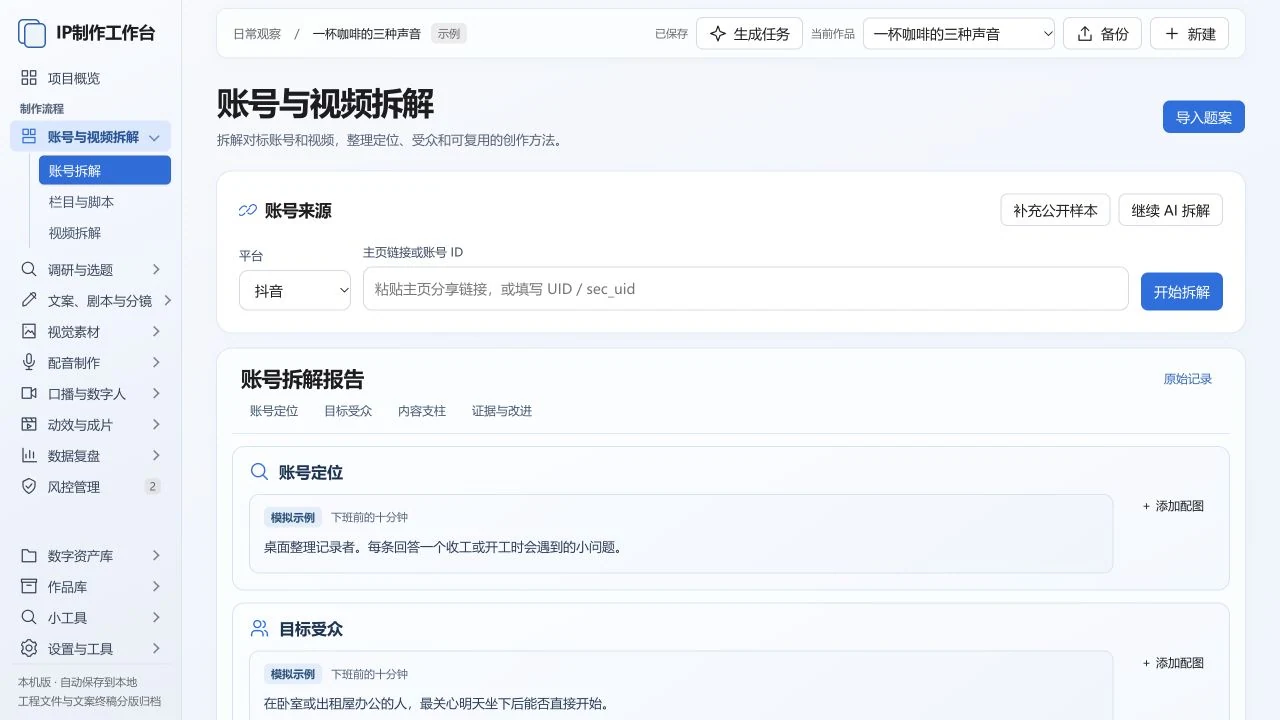 IP制作工作台
项目概览
制作流程
账号与视频拆解
账号拆解
栏目与脚本
视频拆解
调研与选题
文案、剧本与分镜
视觉素材
配音制作
口播与数字人
动效与成片
数据复盘
风控管理 2
数字资产库
作品库
小工具
设置与工具
本机版 · 自动保存到本地
工程文件与文案终稿分版归档
日常观察 / 一杯咖啡的三种声音 示例 已保存 生成任务 当前作品 一杯咖啡的三种声音 备份 新建
账号与视频拆解
拆解对标账号和视频，整理定位、受众和可复用的创作方法。
导入题案
账号来源
补充公开样本 继续 AI 拆解
平台 主页链接或账号 ID
抖音 粘贴主页分享链接，或填写 UID / sec_uid 开始拆解
账号拆解报告 原始记录
账号定位 目标受众 内容支柱 证据与改进
账号定位
模拟示例 下班前的十分钟
桌面整理记录者。每条回答一个收工或开工时会遇到的小问题。
+ 添加配图
目标受众
模拟示例 下班前的十分钟
在卧室或出租屋办公的人，最关心明天坐下后能否直接开始。
+ 添加配图